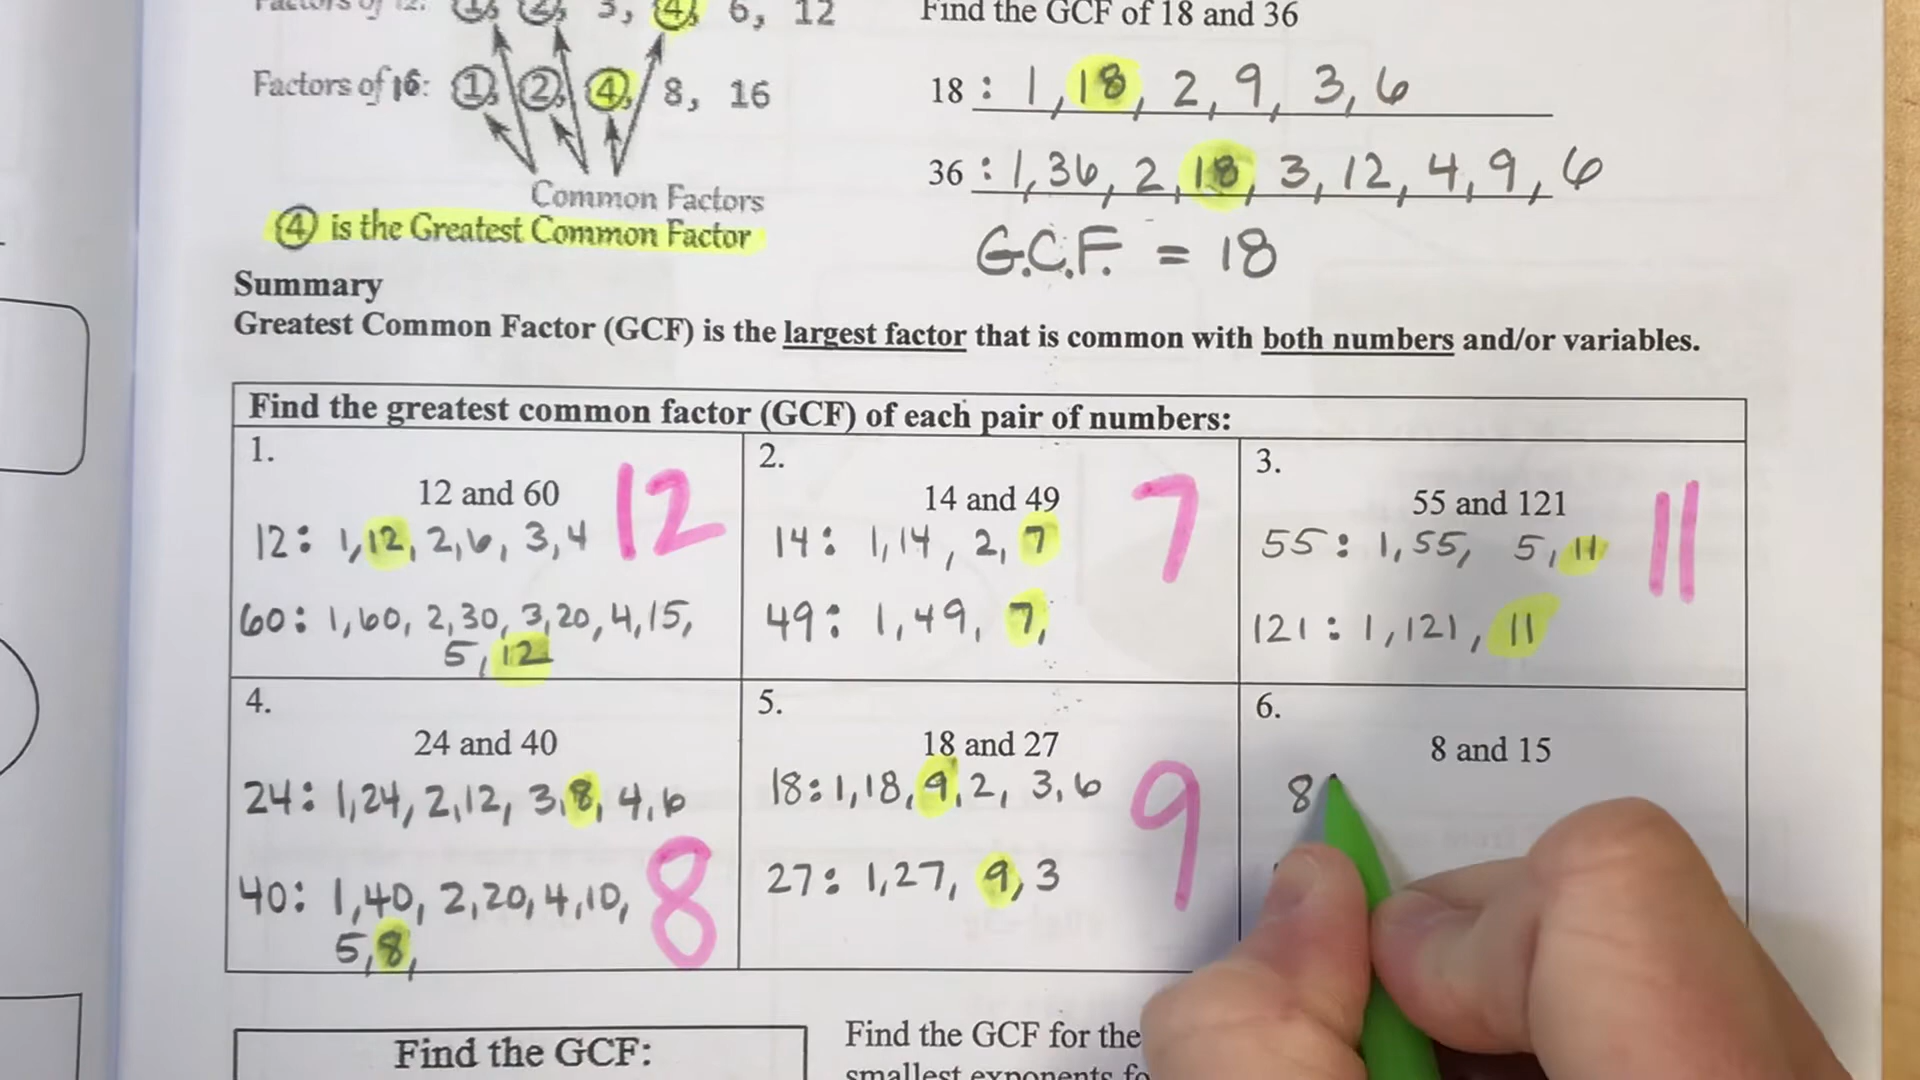 Factors of 12: 1, 2, 3, 4, 6, 12
Factors of 16: 1, 2, 4, 8, 16
Common Factors
4 is the Greatest Common Factor
Find the GCF of 18 and 36
18 : 1, 18, 2, 9, 3, 6
36 : 1, 36, 2, 18, 3, 12, 4, 9, 6
G.C.F. = 18
Summary
Greatest Common Factor (GCF) is the largest factor that is common with both numbers and/or variables.
Find the greatest common factor (GCF) of each pair of numbers:
1.
12 and 60
12
12: 1, 12, 2, 6, 3, 4
60: 1, 60, 2, 30, 3, 20, 4, 15,
5, 12
2.
14 and 49
7
14: 1, 14, 2, 7
49: 1, 49, 7,
3.
55 and 121
11
55: 1, 55, 5, 11
121: 1, 121, 11
4.
24 and 40
24: 1, 24, 2, 12, 3, 8, 4, 6
40: 1, 40, 2, 20, 4, 10,
5, 8,
8
5.
18 and 27
18: 1, 18, 9, 2, 3, 6
27: 1, 27, 9, 3
9
6.
8 and 15
8
Find the GCF:
Find the GCF for the
smallest exponents